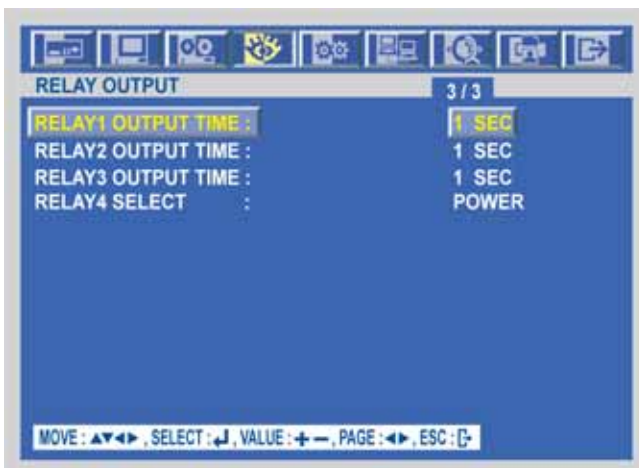 RELAY OUTPUT
3 / 3
RELAY1 OUTPUT TIME : 1 SEC
RELAY2 OUTPUT TIME : 1 SEC
RELAY3 OUTPUT TIME : 1 SEC
RELAY4 SELECT : POWER
MOVE : ▲▼◀▶ , SELECT : ↲ , VALUE : + — , PAGE : ◀▶ , ESC :